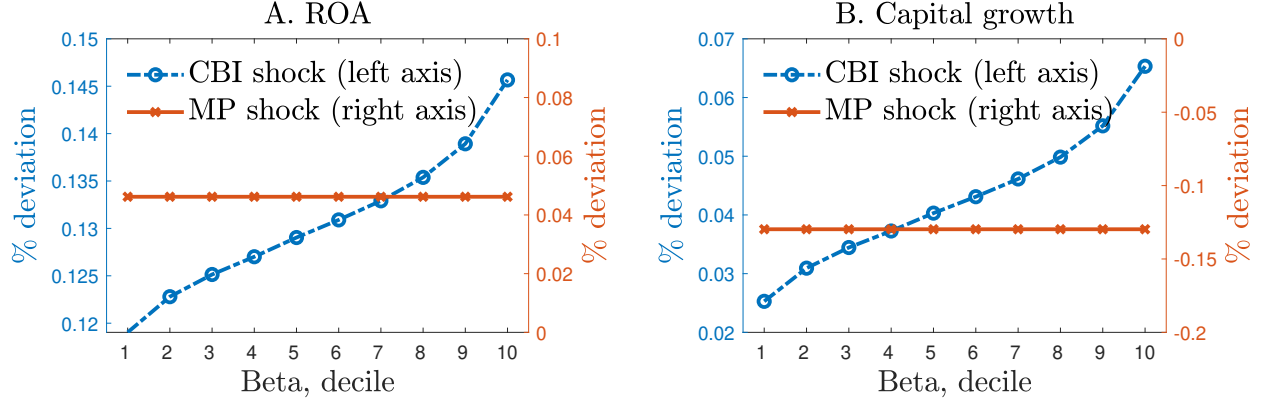 A. ROA
0.15
0.145
0.14
0.135
0.13
0.125
0.12
% deviation
CBI shock (left axis)
MP shock (right axis)
0.1
0.08
0.06
0.04
0.02
0
% deviation
1 2 3 4 5 6 7 8 9 10
Beta, decile
B. Capital growth
0.07
0.06
0.05
0.04
0.03
0.02
% deviation
CBI shock (left axis)
MP shock (right axis)
0
-0.05
-0.1
-0.15
-0.2
% deviation
1 2 3 4 5 6 7 8 9 10
Beta, decile